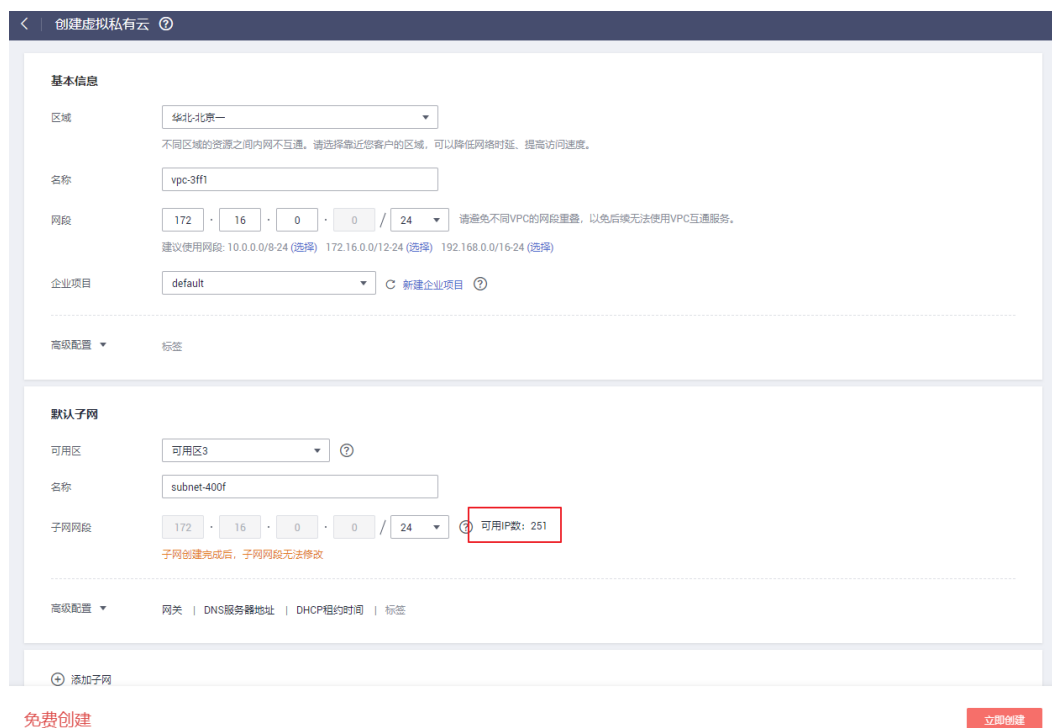 创建虚拟私有云 ?
基本信息
区域 华北-北京一
不同区域的资源之间内网不互通。请选择靠近您客户的区域，可以降低网络时延、提高访问速度。
名称 vpc-3ff1
网段 172 · 16 · 0 · 0 / 24 请避免不同VPC的网段重叠，以免后续无法使用VPC互通服务。
建议使用网段: 10.0.0.0/8-24 (选择) 172.16.0.0/12-24 (选择) 192.168.0.0/16-24 (选择)
企业项目 default 新建企业项目 ?
高级配置 标签
默认子网
可用区 可用区3 ?
名称 subnet-400f
子网网段 172 · 16 · 0 · 0 / 24 ? 可用IP数：251
子网创建完成后，子网网段无法修改
高级配置 网关 | DNS服务器地址 | DHCP租约时间 | 标签
添加子网
免费创建 立即创建